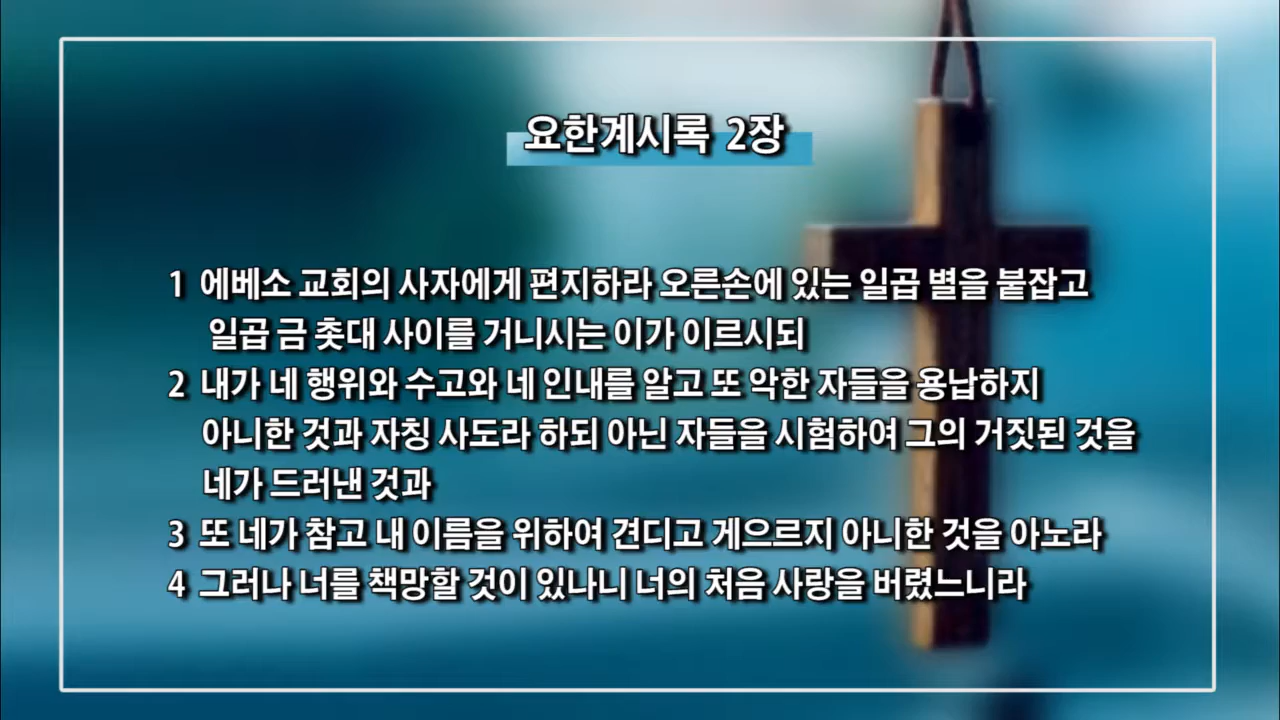 요한계시록 2장
1 에베소 교회의 사자에게 편지하라 오른손에 있는 일곱 별을 붙잡고
일곱 금 촛대 사이를 거니시는 이가 이르시되
2 내가 네 행위와 수고와 네 인내를 알고 또 악한 자들을 용납하지
아니한 것과 자칭 사도라 하되 아닌 자들을 시험하여 그의 거짓된 것을
네가 드러낸 것과
3 또 네가 참고 내 이름을 위하여 견디고 게으르지 아니한 것을 아노라
4 그러나 너를 책망할 것이 있나니 너의 처음 사랑을 버렸느니라